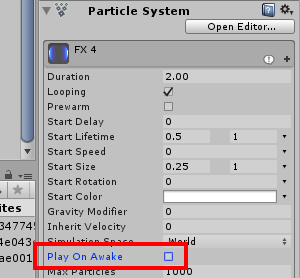 Particle System
Open Editor...
FX 4
Duration 2.00
Looping
Prewarm
Start Delay 0
Start Lifetime 0.5 1
Start Speed 0
Start Size 0.25 1
Start Rotation 0
Start Color
Gravity Modifier 0
Inherit Velocity 0
Simulation Space World
Play On Awake
Max Particles 1000
ites
34774
4e043
ae001